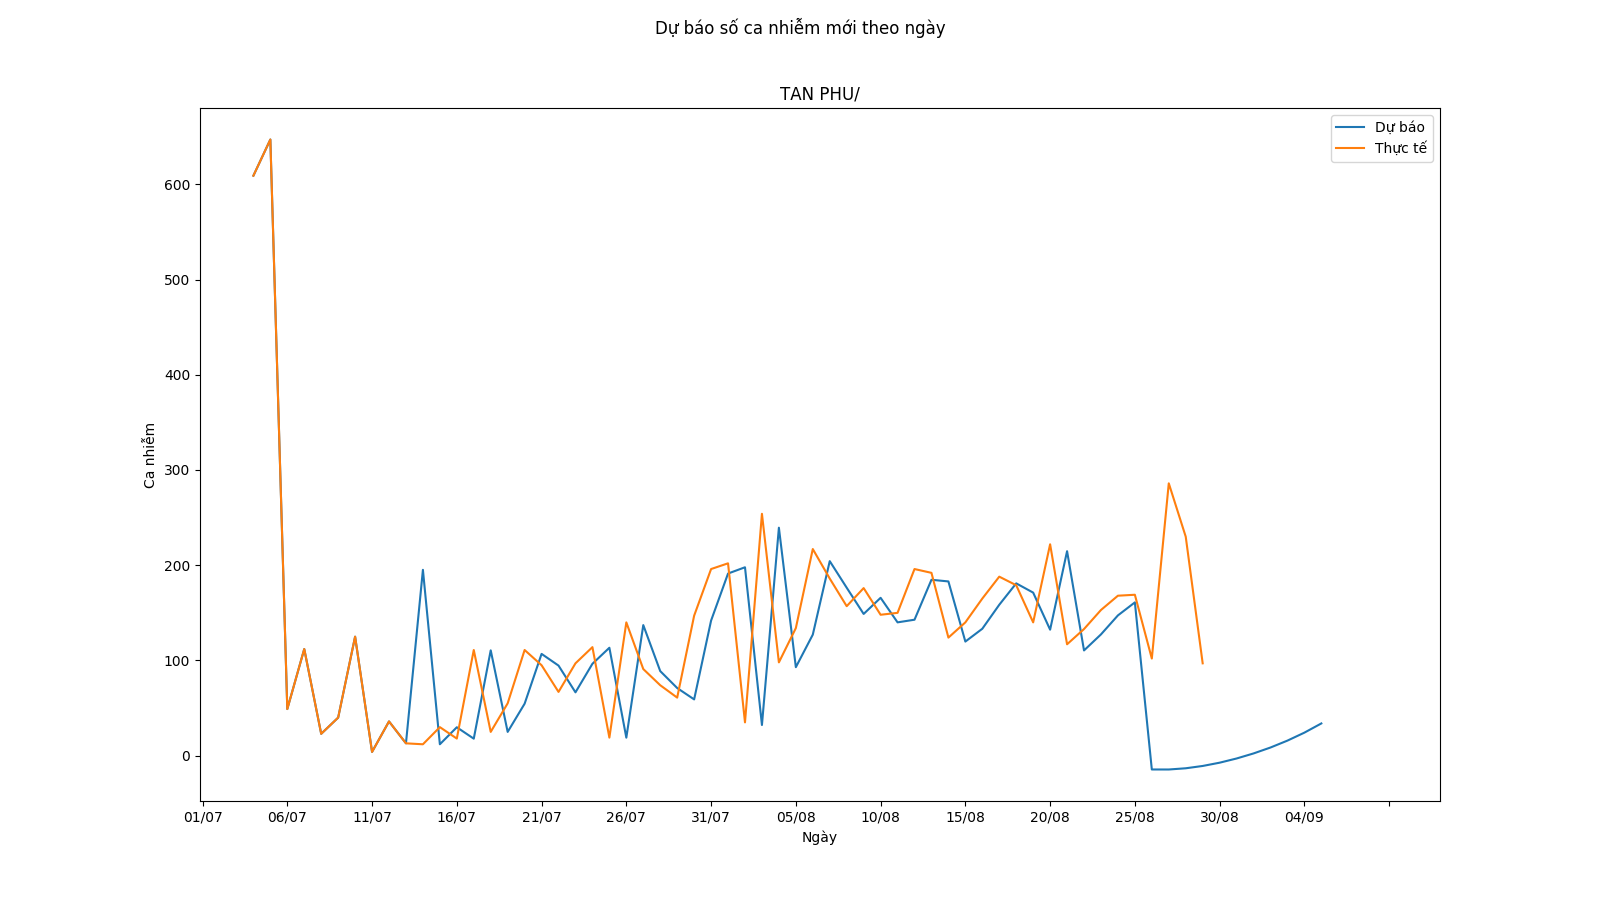 Dự báo số ca nhiễm mới theo ngày
TAN PHU/
Dự báo
Thực tế
600
500
400
300
200
100
0
Ca nhiễm
01/07 06/07 11/07 16/07 21/07 26/07 31/07 05/08 10/08 15/08 20/08 25/08 30/08 04/09
Ngày